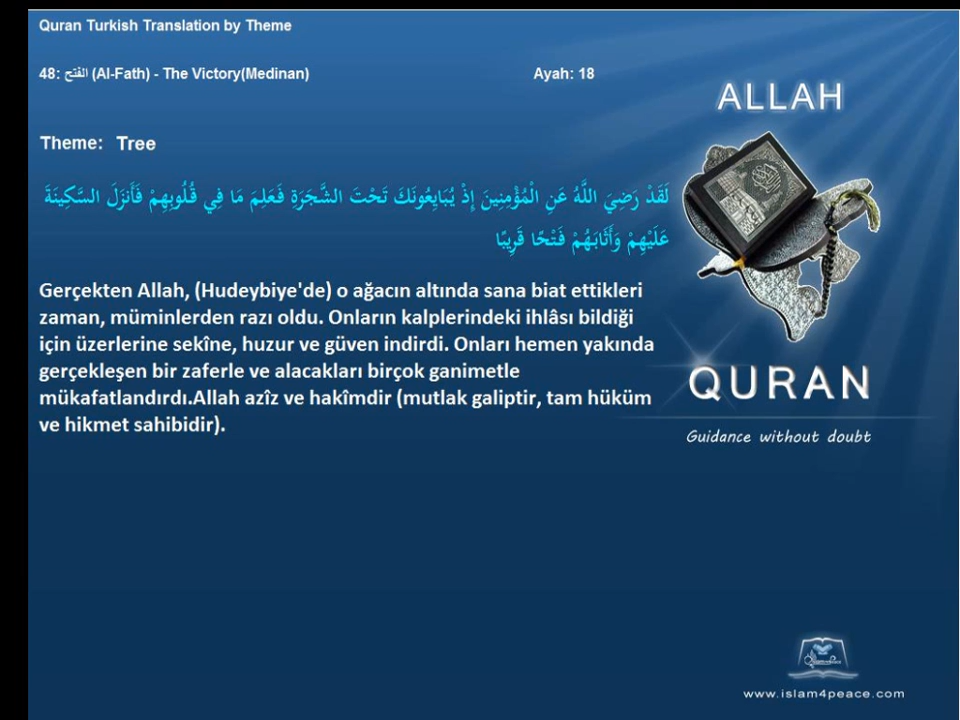 Quran Turkish Translation by Theme
48: الفتح (Al-Fath) - The Victory(Medinan) Ayah: 18
ALLAH
Theme: Tree
لَقَدْ رَضِيَ اللَّهُ عَنِ الْمُؤْمِنِينَ إِذْ يُبَايِعُونَكَ تَحْتَ الشَّجَرَةِ فَعَلِمَ مَا فِي قُلُوبِهِمْ فَأَنزَلَ السَّكِينَةَ
عَلَيْهِمْ وَأَثَابَهُمْ فَتْحًا قَرِيبًا
Gerçekten Allah, (Hudeybiye'de) o ağacın altında sana biat ettikleri
zaman, müminlerden razı oldu. Onların kalplerindeki ihlâsı bildiği
için üzerlerine sekîne, huzur ve güven indirdi. Onları hemen yakında
gerçekleşen bir zaferle ve alacakları birçok ganimetle
mükafatlandırdı.Allah azîz ve hakîmdir (mutlak galiptir, tam hüküm
ve hikmet sahibidir).
QURAN
Guidance without doubt
www.islam4peace.com